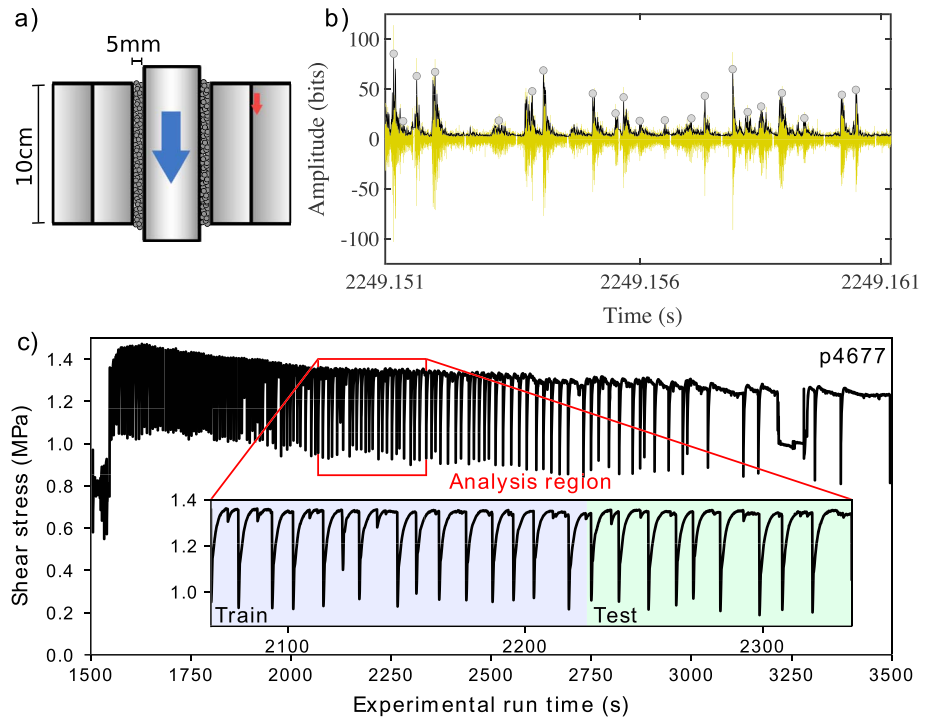 a)
5mm
10cm
b)
Amplitude (bits)
100
50
0
-50
-100
2249.151
2249.156
2249.161
Time (s)
c)
p4677
Shear stress (MPa)
1.4
1.2
1.0
0.8
0.6
0.4
0.2
0.0
Analysis region
1.4
1.2
1.0
Train
Test
2100
2200
2300
1500
1750
2000
2250
2500
2750
3000
3250
3500
Experimental run time (s)